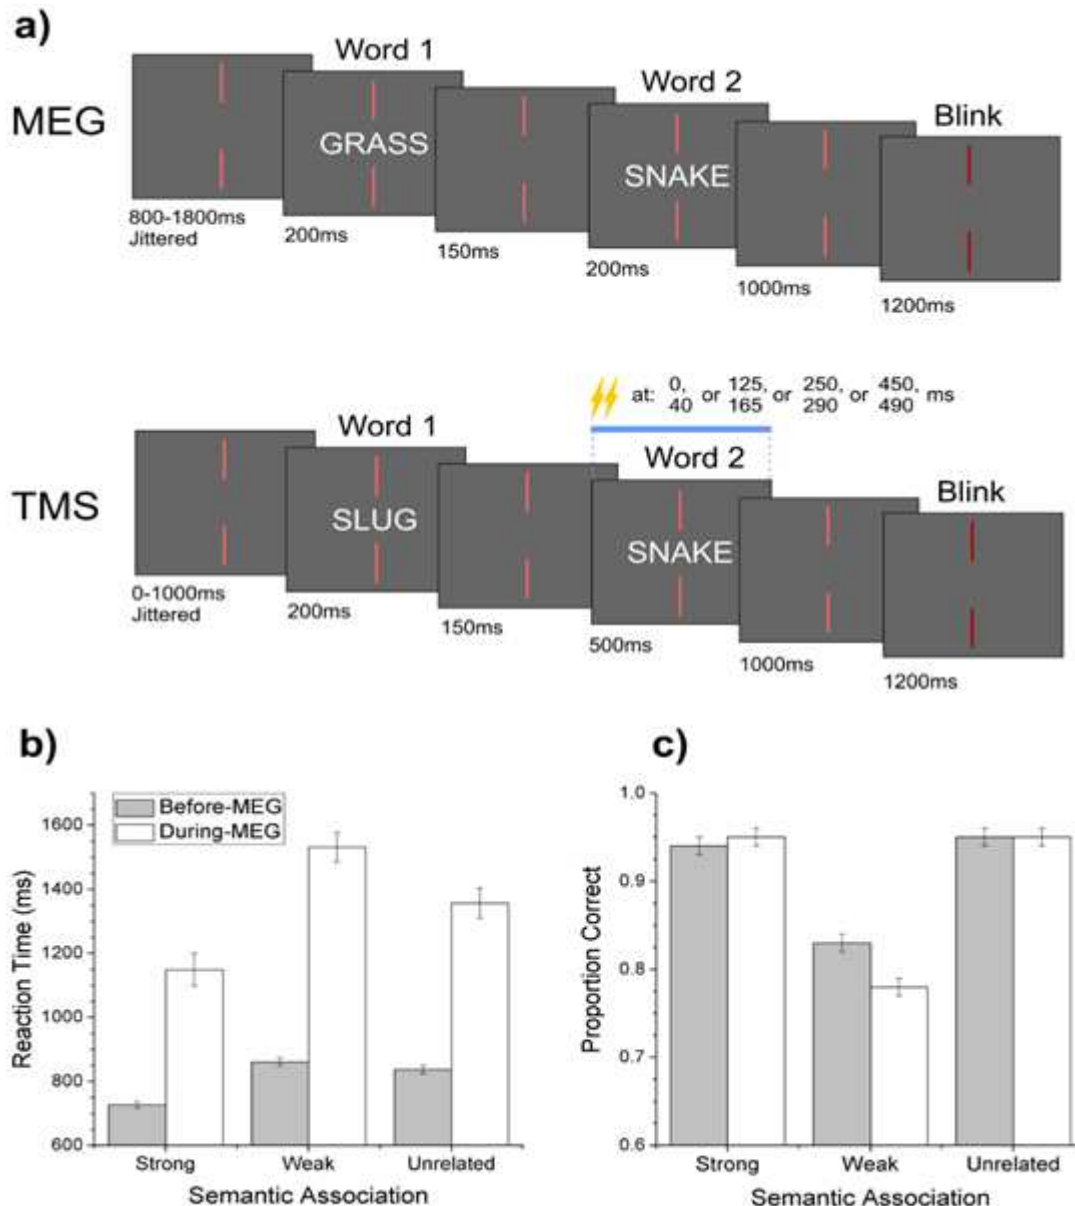 a)
MEG
Word 1
Word 2
Blink
GRASS
SNAKE
800-1800ms
Jittered
200ms
150ms
200ms
1000ms
1200ms
at: 0, 40 or 125, 165 or 250, 290 or 450, 490 ms
TMS
Word 1
Word 2
Blink
SLUG
SNAKE
0-1000ms
Jittered
200ms
150ms
500ms
1000ms
1200ms
b)
Before-MEG
During-MEG
Reaction Time (ms)
1600
1400
1200
1000
800
600
Strong Weak Unrelated
Semantic Association
c)
Proportion Correct
1.0
0.9
0.8
0.7
0.6
Strong Weak Unrelated
Semantic Association